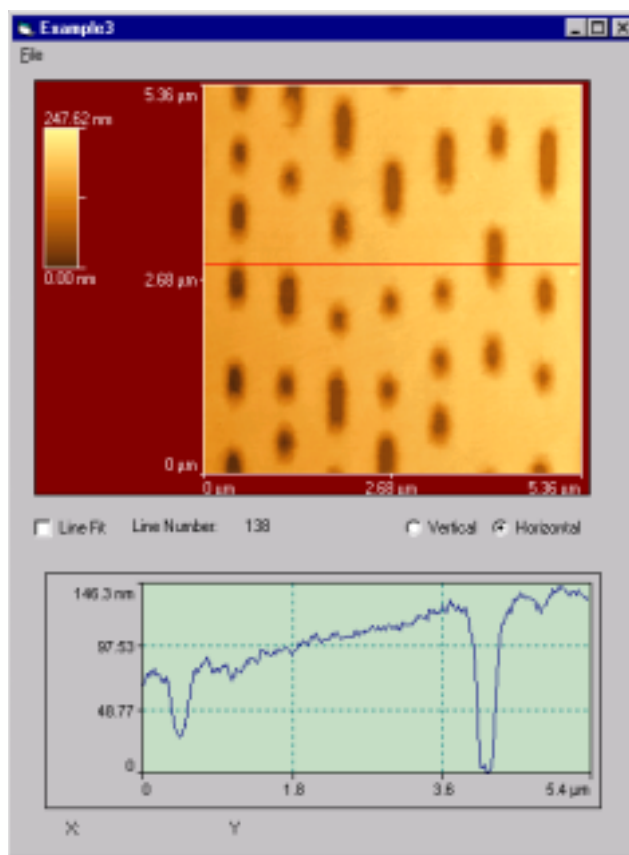 Example3
File
5.36 µm
247.62 nm
0.00 nm
2.68 µm
0 µm
0 µm 2.68 µm 5.36 µm
Line Fit Line Number: 138 Vertical Horizontal
146.3 nm
97.53
48.77
0
0 1.8 3.6 5.4 µm
X: Y